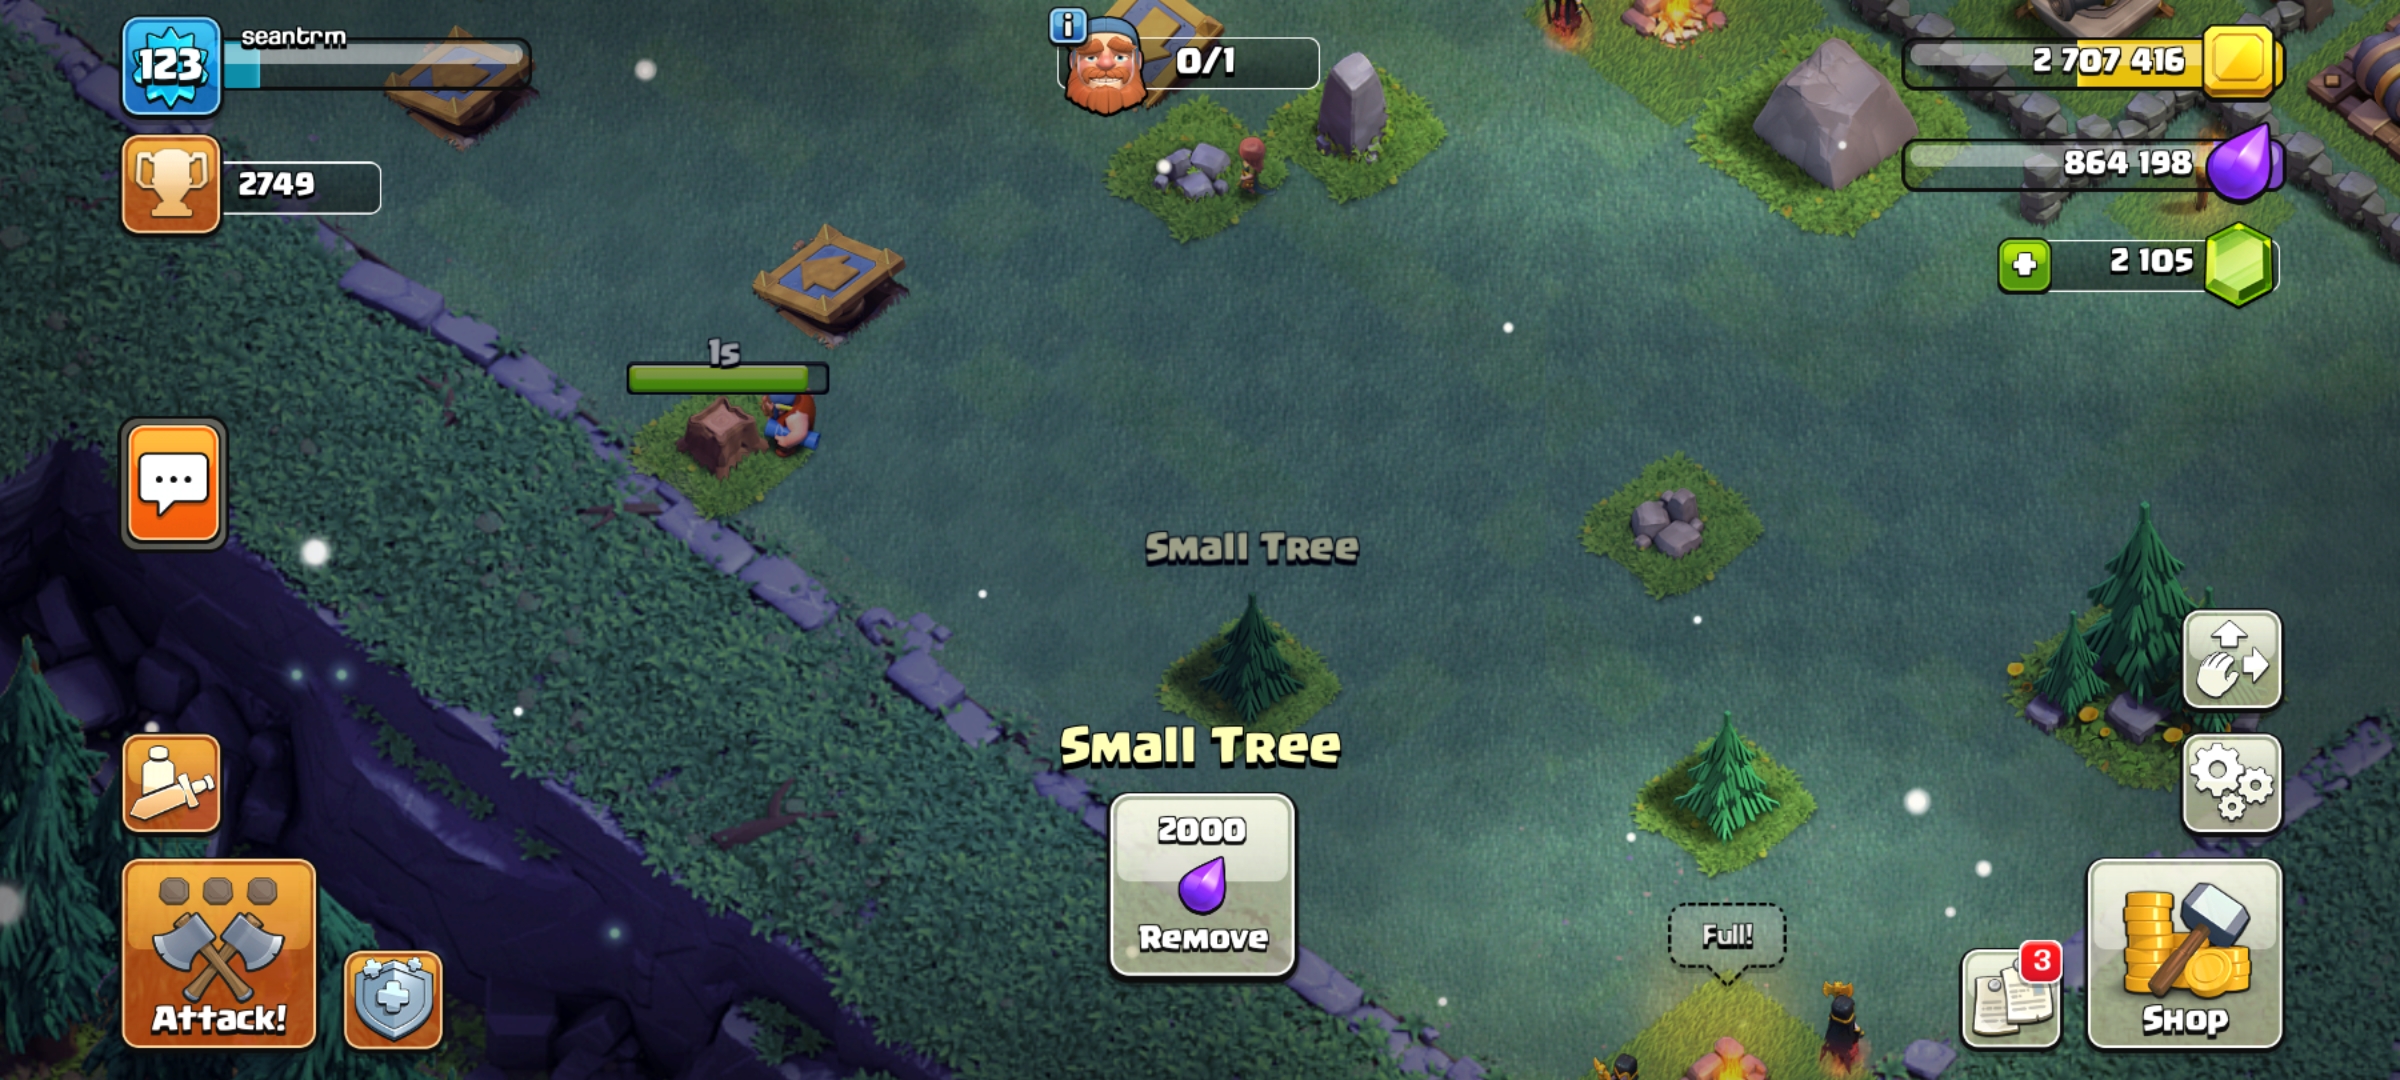 123
seantrm
i
0/1
2 707 416
864 198
2749
2 105
1s
Small Tree
Small Tree
2000
Remove
Full!
3
Attack!
Shop